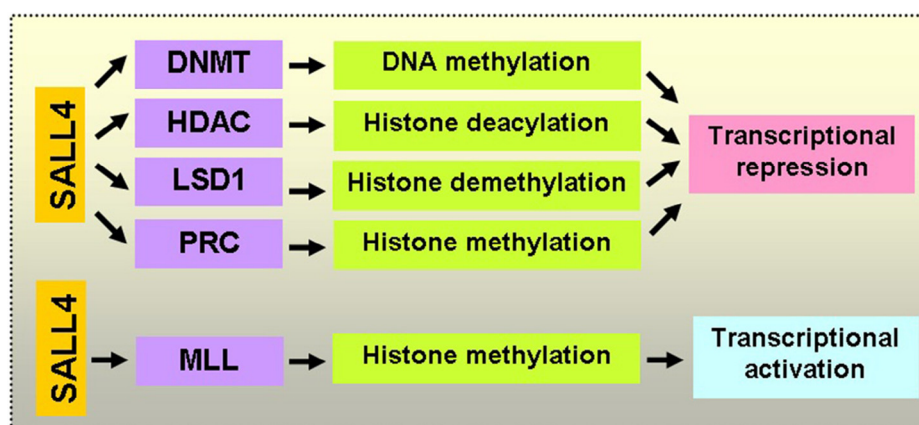 SALL4
DNMT
DNA methylation
HDAC
Histone deacylation
LSD1
Histone demethylation
PRC
Histone methylation
Transcriptional
repression
SALL4
MLL
Histone methylation
Transcriptional
activation